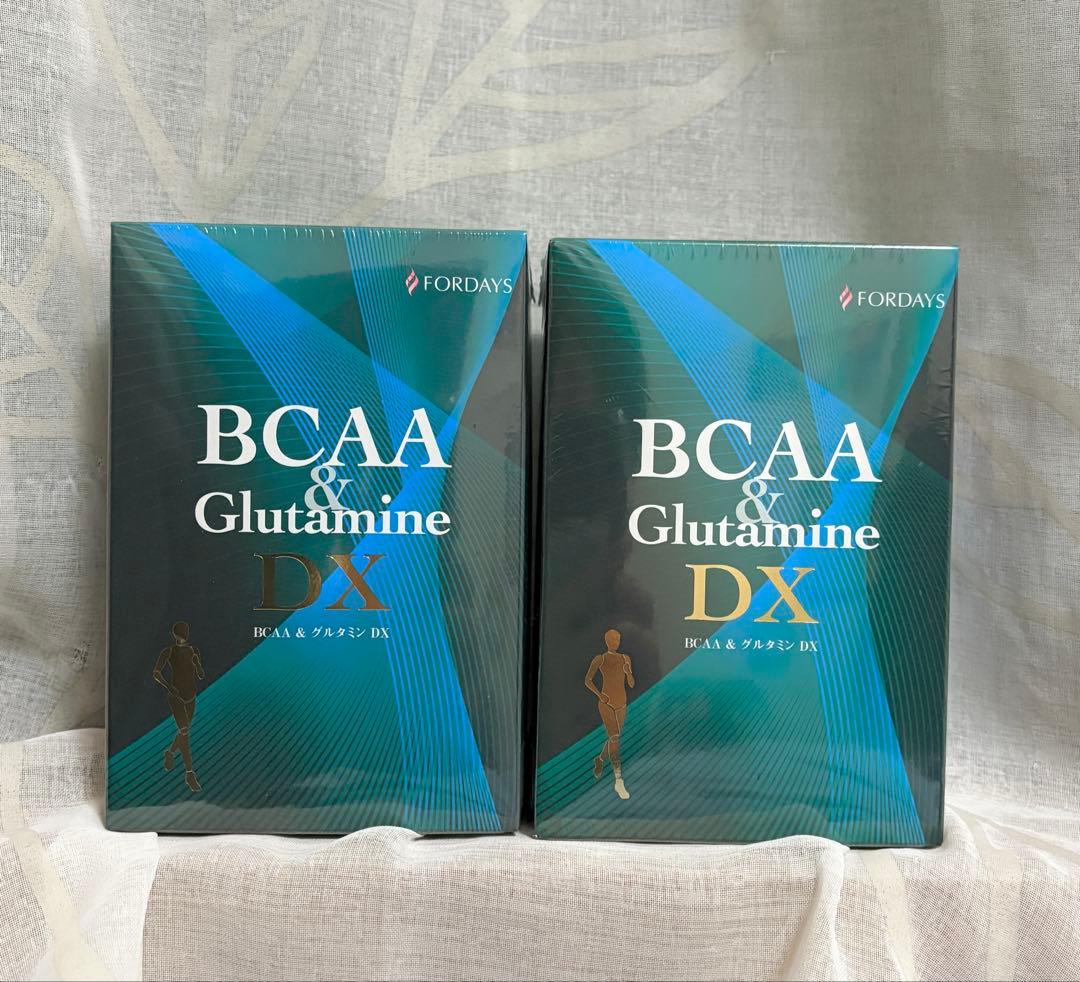 FORDAYS
BCAA
&
Glutamine
DX
BCAA & グルタミン DX
FORDAYS
BCAA
&
Glutamine
DX
BCAA & グルタミン DX